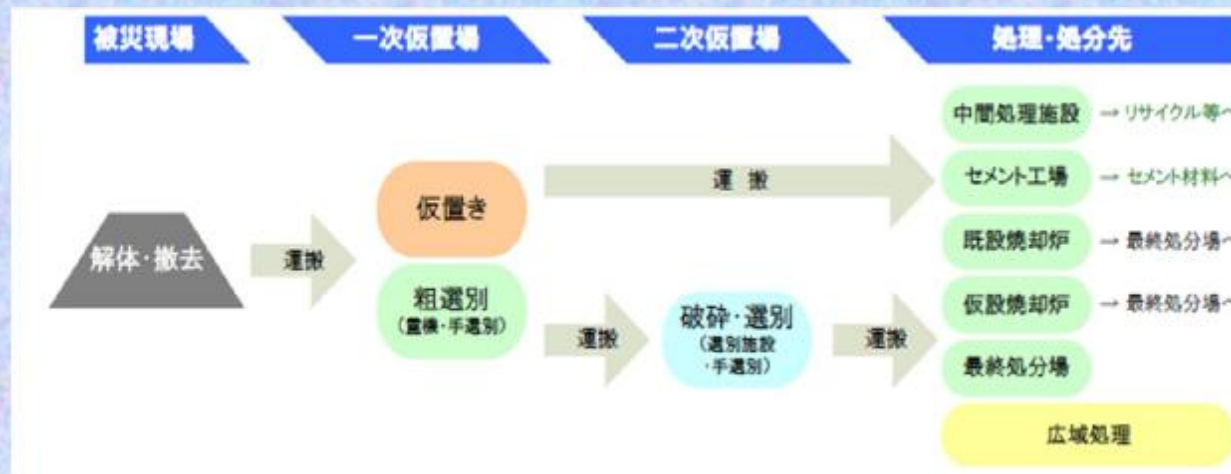 被災現場
一次仮置場
二次仮置場
処理・処分先
解体・撤去
運搬
仮置き
粗選別
(重機・手選別)
運搬
運搬
破砕・選別
(選別施設
・手選別)
運搬
中間処理施設 → リサイクル等へ
セメント工場 → セメント材料へ
既設焼却炉 → 最終処分場へ
仮設焼却炉 → 最終処分場へ
最終処分場
広域処理